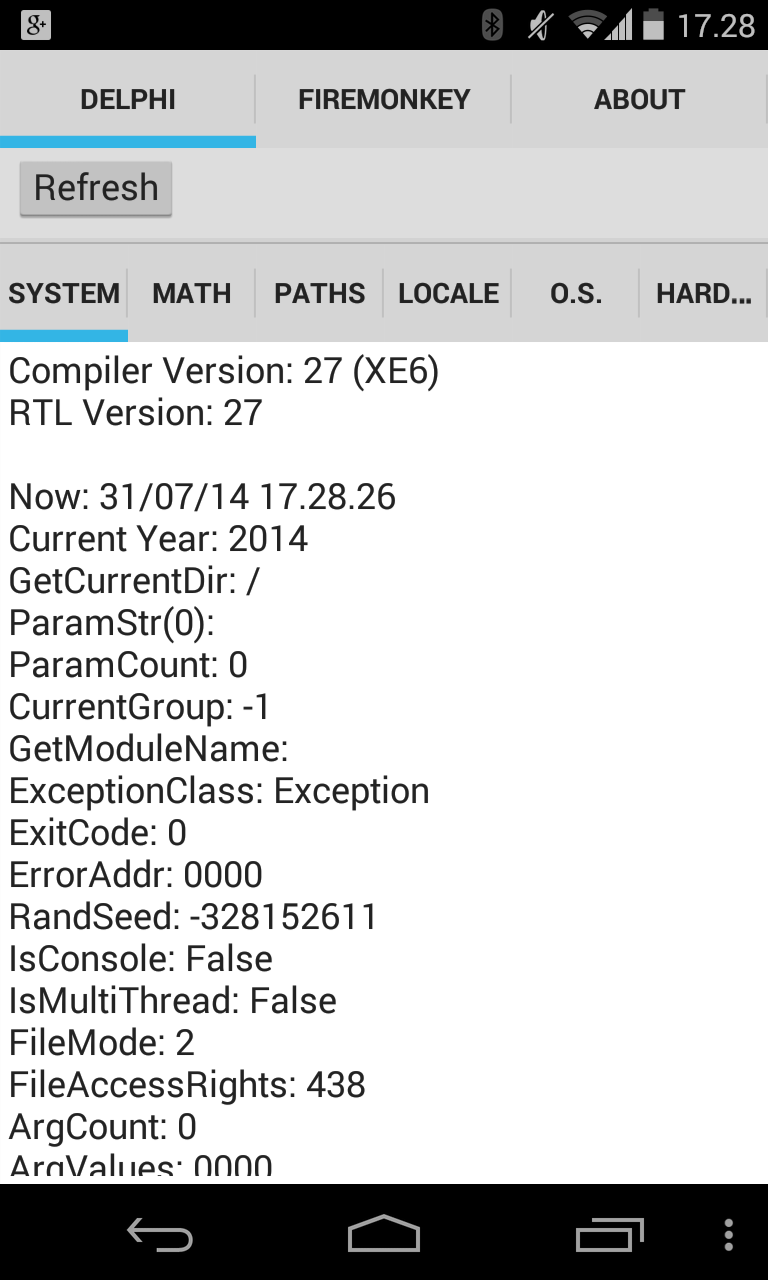 g+ 17.28
DELPHI FIREMONKEY ABOUT
Refresh
SYSTEM MATH PATHS LOCALE O.S. HARD...
Compiler Version: 27 (XE6)
RTL Version: 27
Now: 31/07/14 17.28.26
Current Year: 2014
GetCurrentDir: /
ParamStr(0):
ParamCount: 0
CurrentGroup: -1
GetModuleName:
ExceptionClass: Exception
ExitCode: 0
ErrorAddr: 0000
RandSeed: -328152611
IsConsole: False
IsMultiThread: False
FileMode: 2
FileAccessRights: 438
ArgCount: 0
ArgValues: 0000